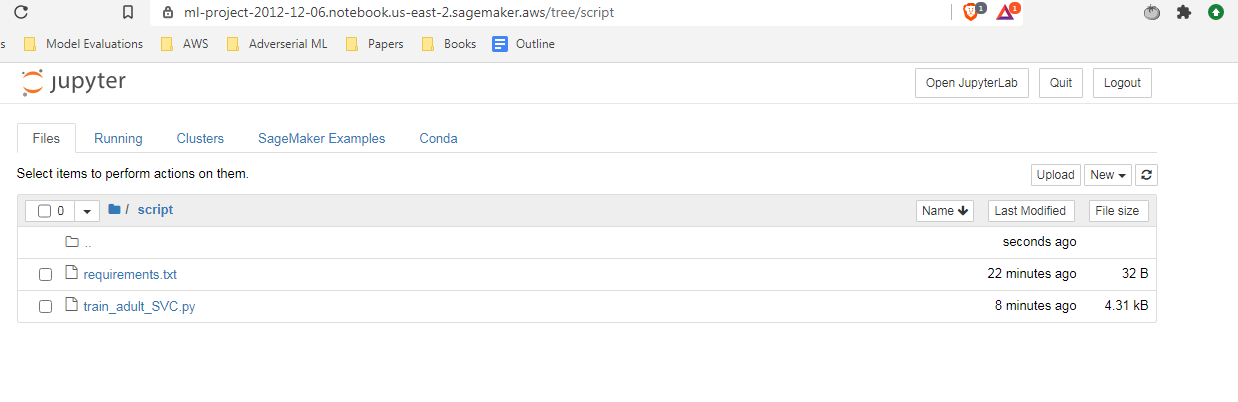 ml-project-2012-12-06.notebook.us-east-2.sagemaker.aws/tree/script 1 1
s Model Evaluations AWS Adverserial ML Papers Books Outline
jupyter Open JupyterLab Quit Logout
Files Running Clusters SageMaker Examples Conda
Select items to perform actions on them. Upload New
0 / script Name Last Modified File size
.. seconds ago
requirements.txt 22 minutes ago 32 B
train_adult_SVC.py 8 minutes ago 4.31 kB